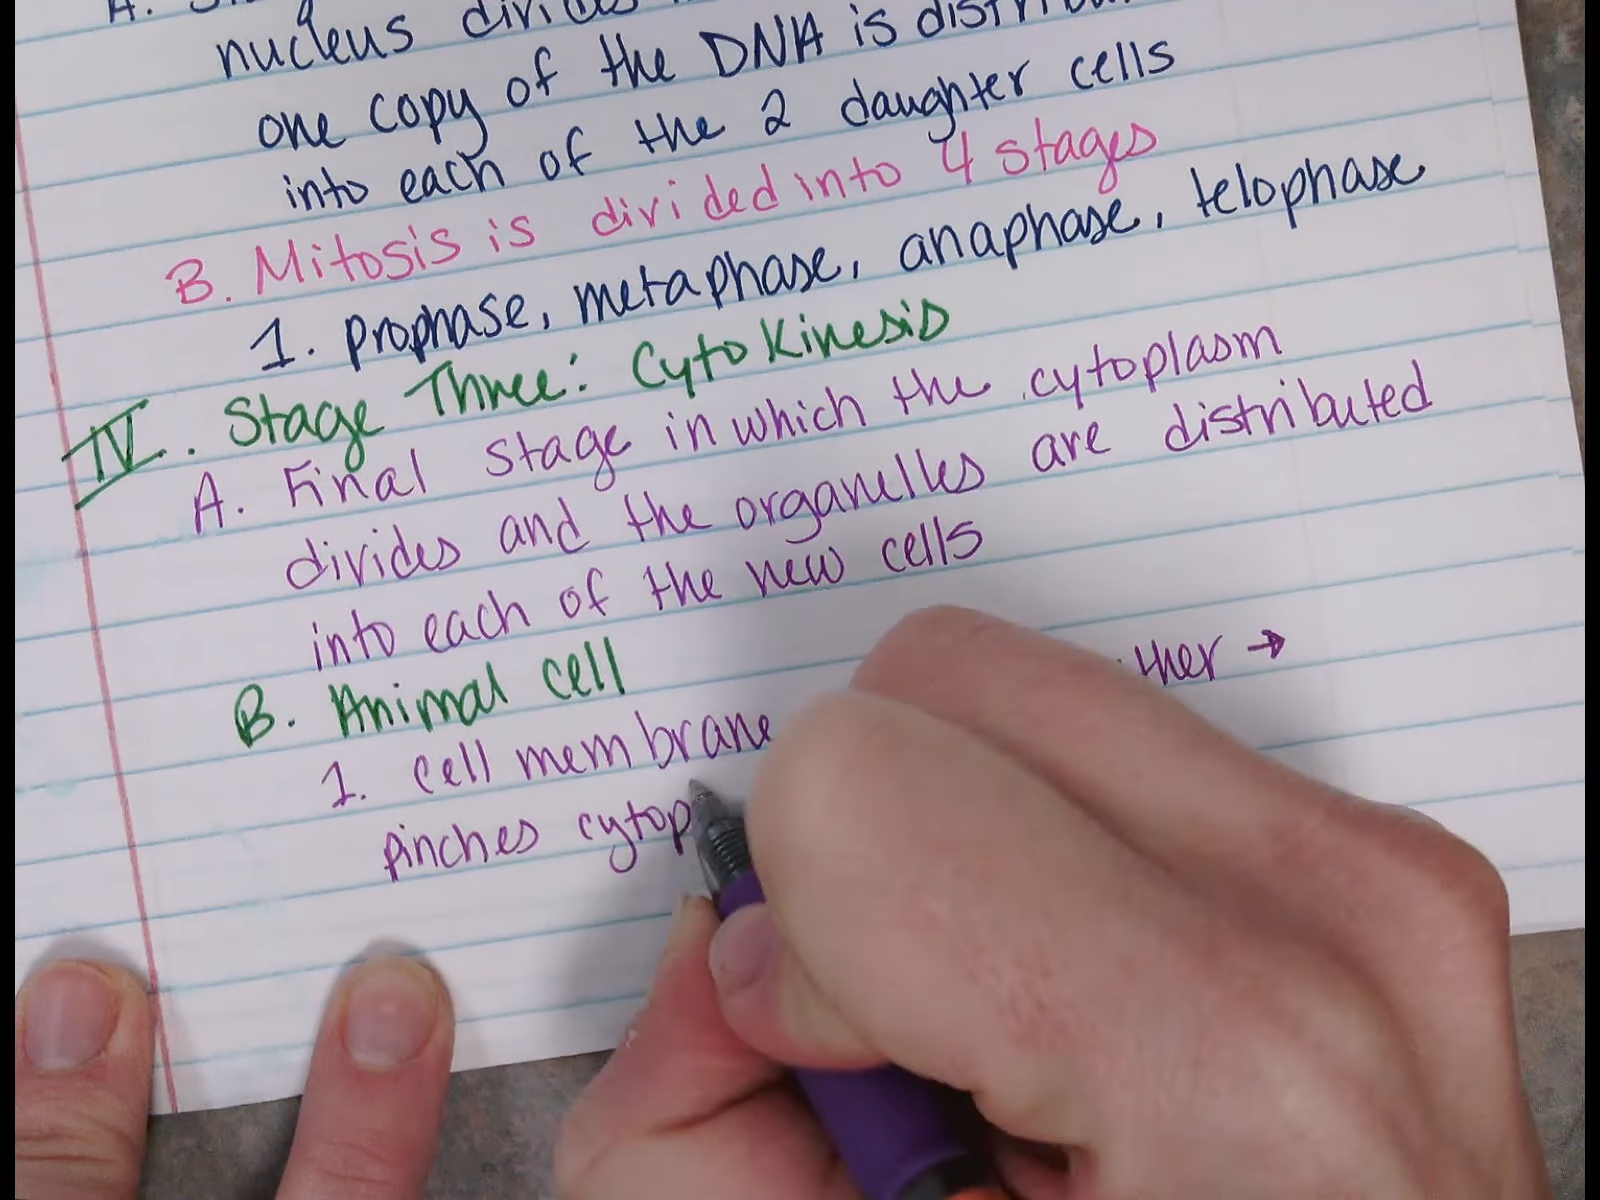 A.
nucleus divides
one copy of the DNA is
into each of the 2 daughter cells
B. Mitosis is divided into 4 stages
1. Prophase, metaphase, anaphase, telophase
IV. Stage Three: Cytokinesis
A. Final stage in which the cytoplasm
divides and the organelles are distributed
into each of the new cells
B. Animal cell
1. cell membrane →
pinches